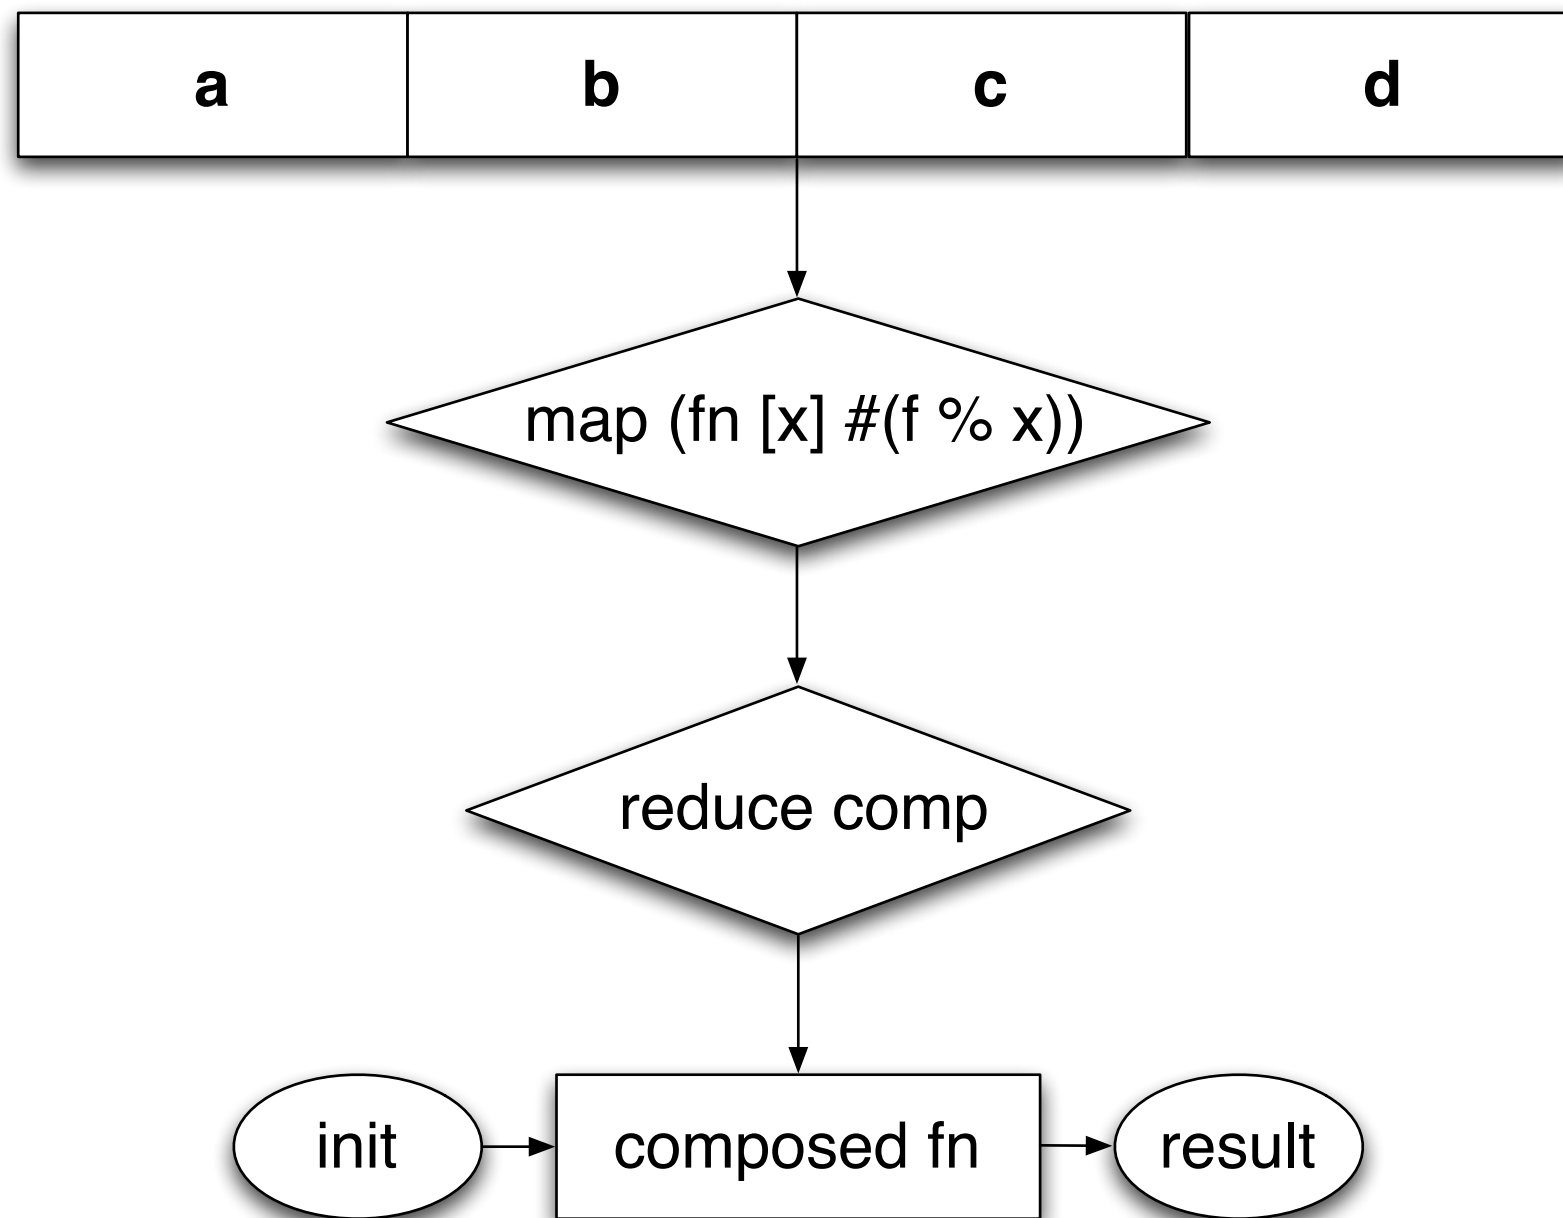 a b c d
map (fn [x] #(f % x))
reduce comp
init composed fn result